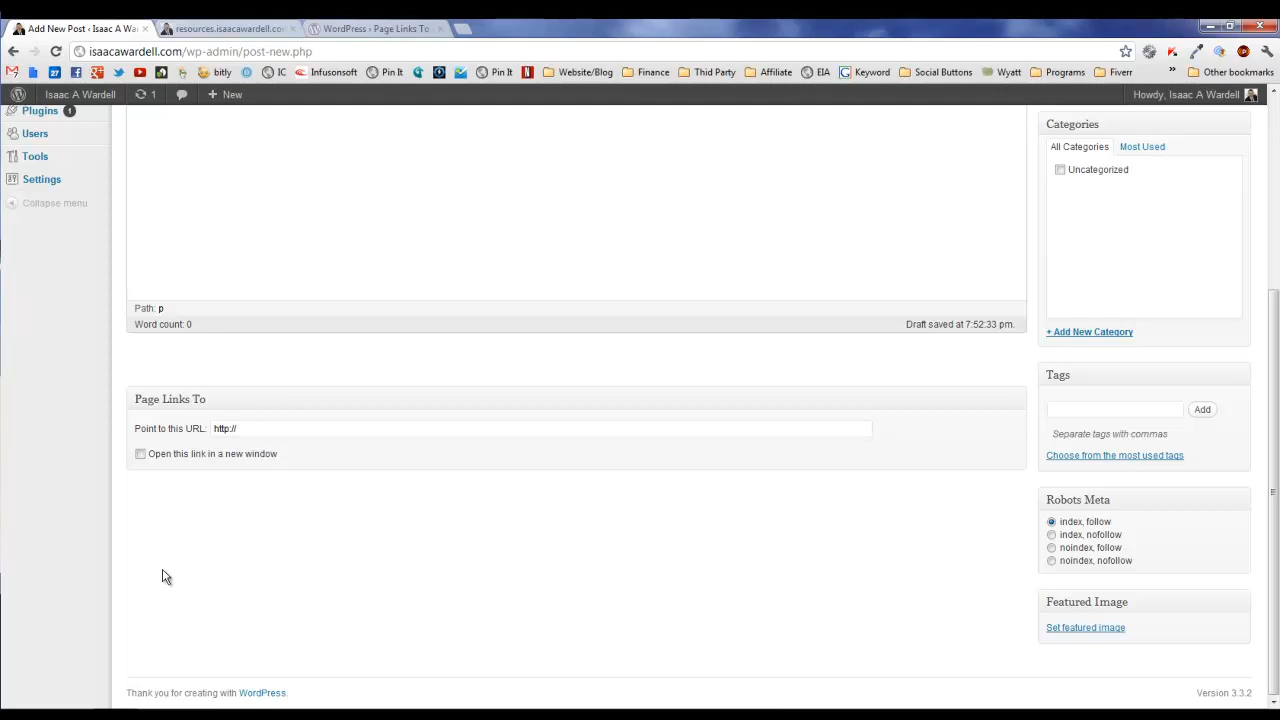 Add New Post ‹ Isaac A Wa
resources.isaacawardell.co
WordPress › Page Links To
isaacawardell.com/wp-admin/post-new.php
27
bitly
IC
Infusonsoft
Pin It
Pin It
Website/Blog
Finance
Thid Party
Affiliate
EIA
Keyword
Social Buttons
Wyatt
Programs
Fiverr
»
Other bookmarks
Isaac A Wardell
1
+ New
Howdy, Isaac A Wardell
Plugins 1
Users
Tools
Settings
Collapse menu
Path: p
Word count: 0
Draft saved at 7:52:33 pm.
Page Links To
Point to this URL: http://
Open this link in a new window
Categories
All Categories
Most Used
Uncategorized
+ Add New Category
Tags
Add
Separate tags with commas
Choose from the most used tags
Robots Meta
index, follow
index, nofollow
noindex, follow
noindex, nofollow
Featured Image
Set featured image
Thank you for creating with WordPress.
Version 3.3.2